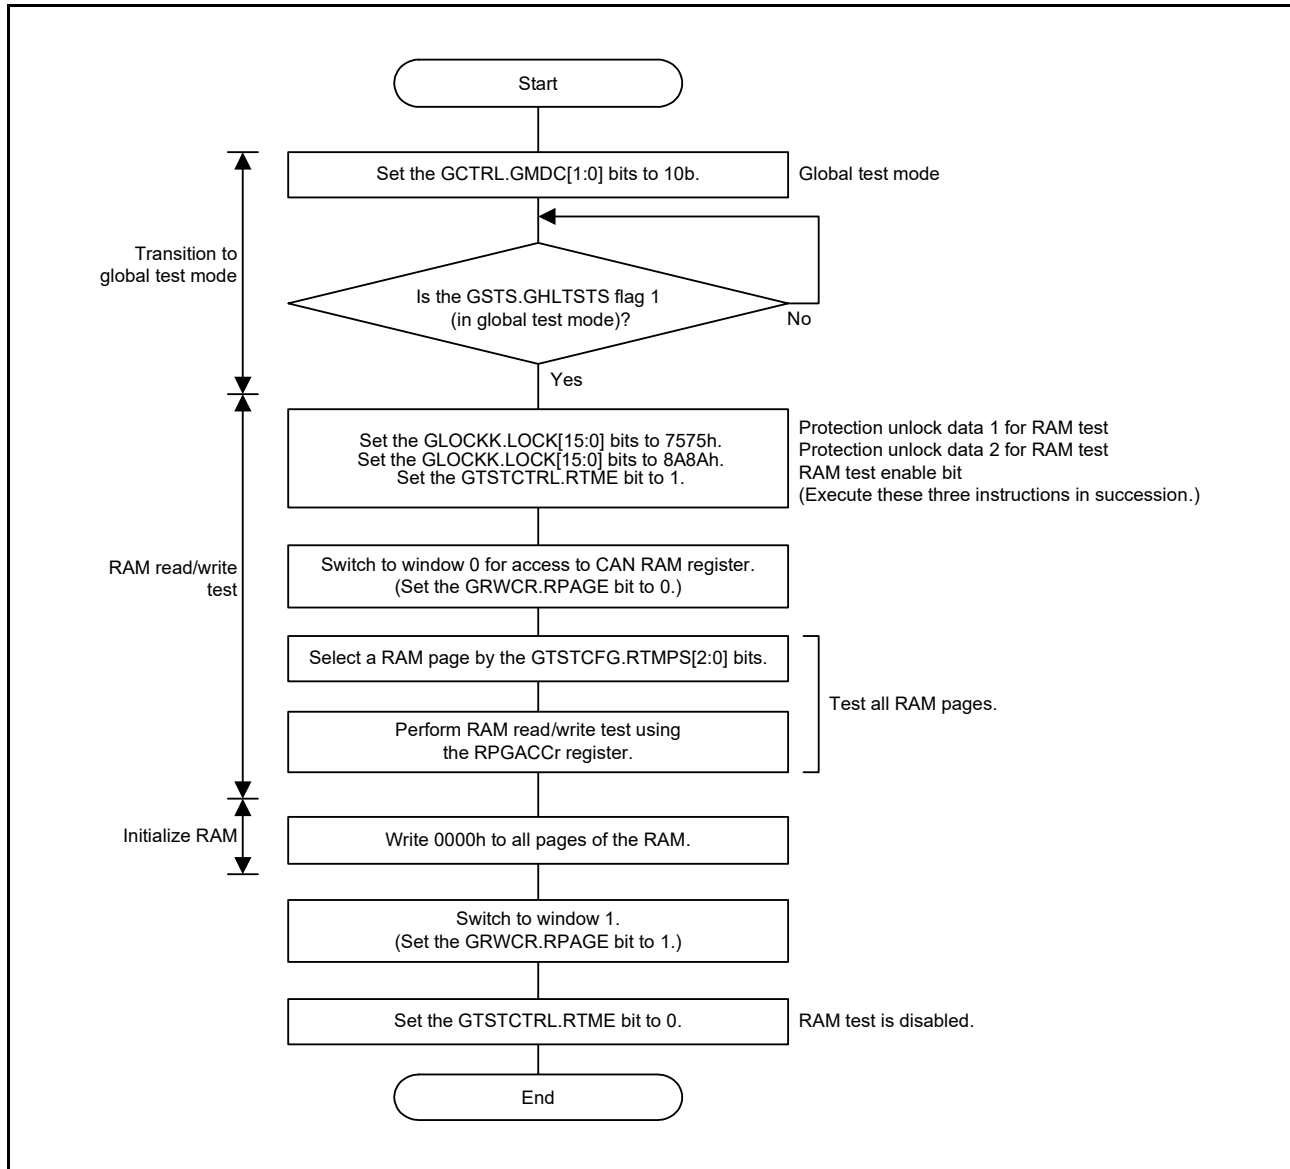 Start
Set the GCTRL.GMDC[1:0] bits to 10b.
Global test mode
Transition to
global test mode
Is the GSTS.GHLTSTS flag 1
(in global test mode)?
No
Yes
Set the GLOCKK.LOCK[15:0] bits to 7575h.
Set the GLOCKK.LOCK[15:0] bits to 8A8Ah.
Set the GTSTCTRL.RTME bit to 1.
Protection unlock data 1 for RAM test
Protection unlock data 2 for RAM test
RAM test enable bit
(Execute these three instructions in succession.)
RAM read/write
test
Switch to window 0 for access to CAN RAM register.
(Set the GRWCR.RPAGE bit to 0.)
Select a RAM page by the GTSTCFG.RTMPS[2:0] bits.
Perform RAM read/write test using
the RPGACCr register.
Test all RAM pages.
Initialize RAM
Write 0000h to all pages of the RAM.
Switch to window 1.
(Set the GRWCR.RPAGE bit to 1.)
Set the GTSTCTRL.RTME bit to 0.
RAM test is disabled.
End